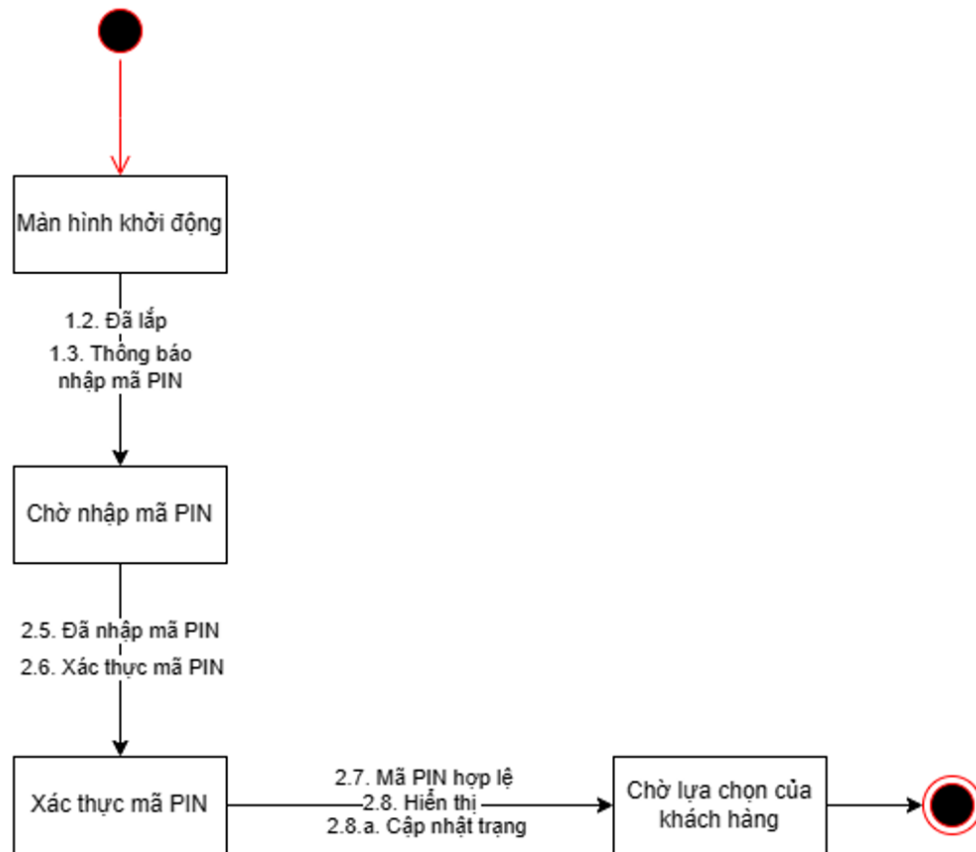 Màn hình khởi động
1.2. Đã lắp
1.3. Thông báo
nhập mã PIN
Chờ nhập mã PIN
2.5. Đã nhập mã PIN
2.6. Xác thực mã PIN
Xác thực mã PIN
2.7. Mã PIN hợp lệ
2.8. Hiển thị
2.8.a. Cập nhật trạng
Chờ lựa chọn của
khách hàng